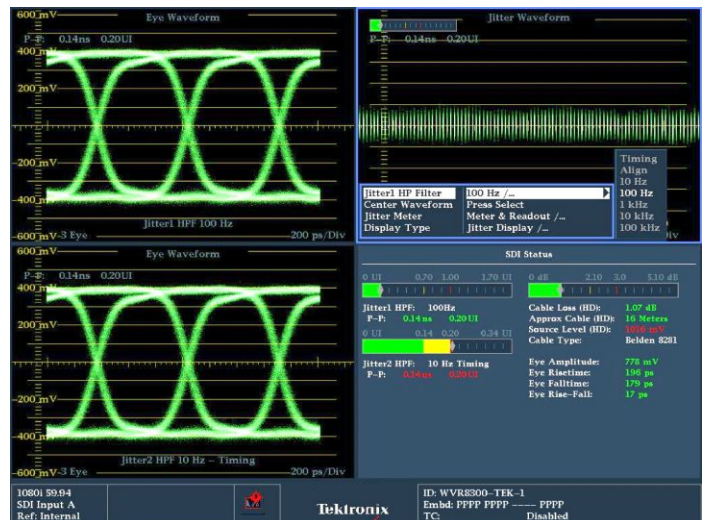 600 mV
Eye Waveform
P-P: 0.14ns 0.20UI
400 mV
200 mV
-200 mV
-400 mV
Jitter1 HPF 100 Hz
-600 mV-3 Eye
200 ps/Div
Jitter Waveform
P-P: 0.14ns 0.20UI
Timing
Align
10 Hz
100 Hz
1 kHz
10 kHz
100 kHz
Jitter1 HP Filter 100 Hz /...
Center Waveform Press Select
Jitter Meter Meter & Readout /...
Display Type Jitter Display /...
600 mV
Eye Waveform
P-P: 0.14ns 0.20UI
400 mV
200 mV
-200 mV
-400 mV
Jitter2 HPF 10 Hz - Timing
-600 mV-3 Eye
200 ps/Div
SDI Status
0 UI 0.70 1.00 1.70 UI
Jitter1 HPF: 100Hz
P-P: 0.14ns 0.20UI
0 UI 0.14 0.20 0.34 UI
Jitter2 HPF: 10 Hz Timing
P-P: 0.14ns 0.20UI
0 dB 2.10 3.0 5.10 dB
Cable Loss (HD): 1.07 dB
Approx Cable (HD): 16 Meters
Source Level (HD):
Cable Type: Belden 8281
Eye Amplitude: 778 mV
Eye Risetime: 196 ps
Eye Falltime: 179 ps
Eye Rise-Fall: 17 ps
1080i 59.94
SDI Input A
Ref: Internal
Tektronix
ID: WVR8300-TEK-1
Embd: PPPP PPPP ---- PPPP
TC: Disabled